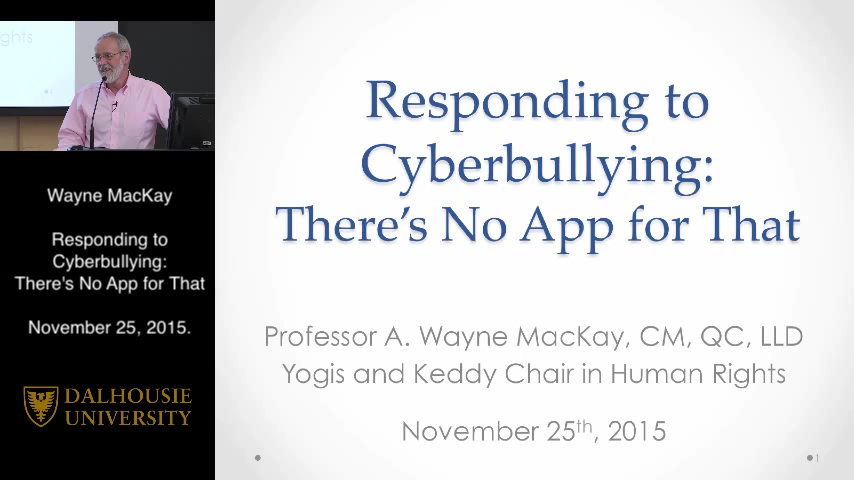 ghts
Wayne MacKay
Responding to
Cyberbullying:
There's No App for That
November 25, 2015.
DALHOUSIE
UNIVERSITY
Responding to
Cyberbullying:
There’s No App for That
Professor A. Wayne MacKay, CM, QC, LLD
Yogis and Keddy Chair in Human Rights
November 25th, 2015
1